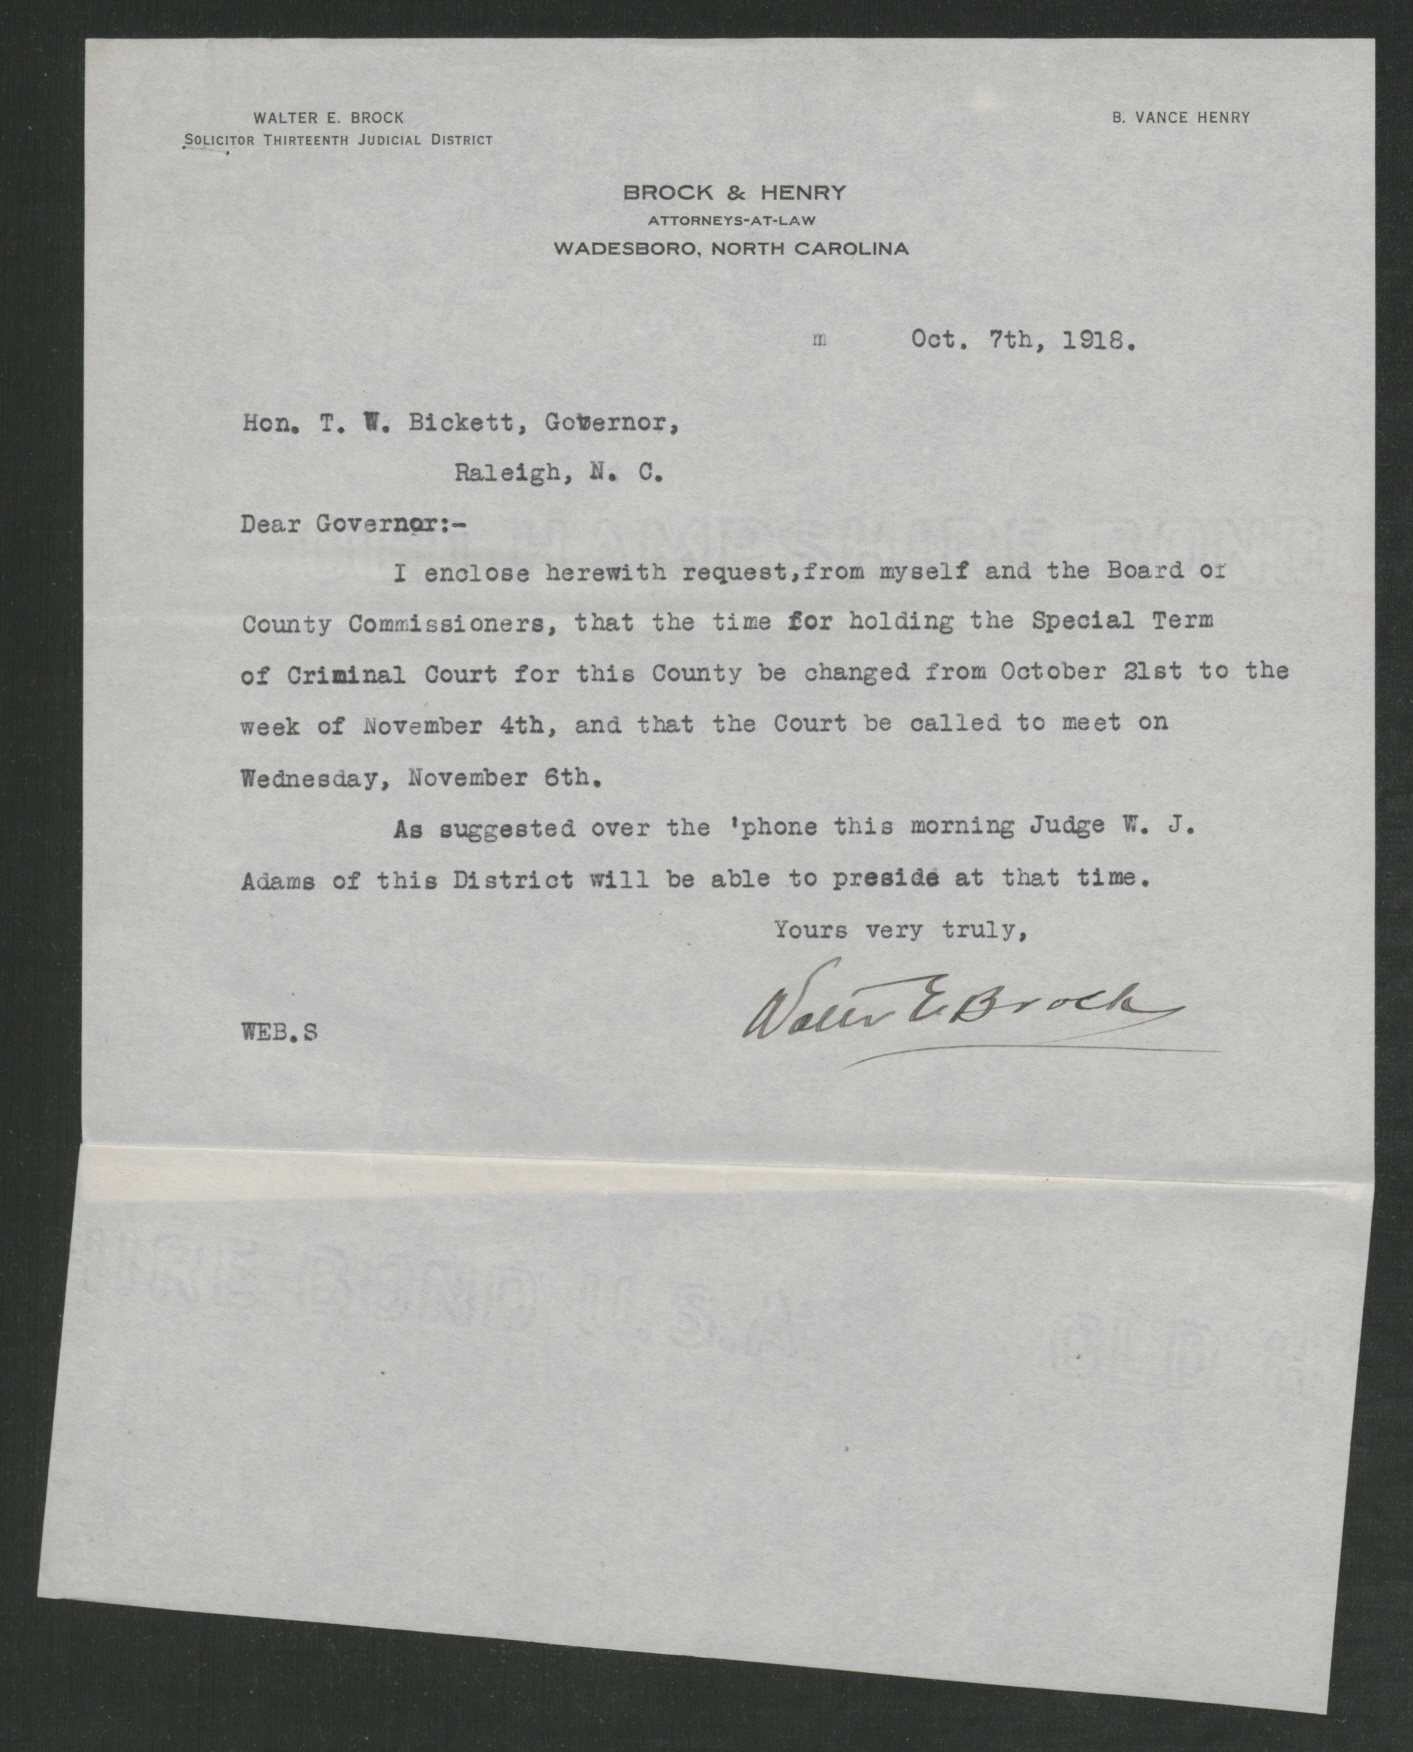 WALTER E. BROCK
SOLICITOR THIRTEENTH JUDICIAL DISTRICT
B. VANCE HENRY
BROCK & HENRY
ATTORNEYS-AT-LAW
WADESBORO, NORTH CAROLINA
m Oct. 7th, 1918.
Hon. T. W. Bickett, Governor,
Raleigh, N. C.
Dear Governor:-
I enclose herewith request,from myself and the Board of
County Commissioners, that the time for holding the Special Term
of Criminal Court for this County be changed from October 21st to the
week of November 4th, and that the Court be called to meet on
Wednesday, November 6th.
As suggested over the 'phone this morning Judge W. J.
Adams of this District will be able to preside at that time.
Yours very truly,
Walter E. Brock
WEB.S